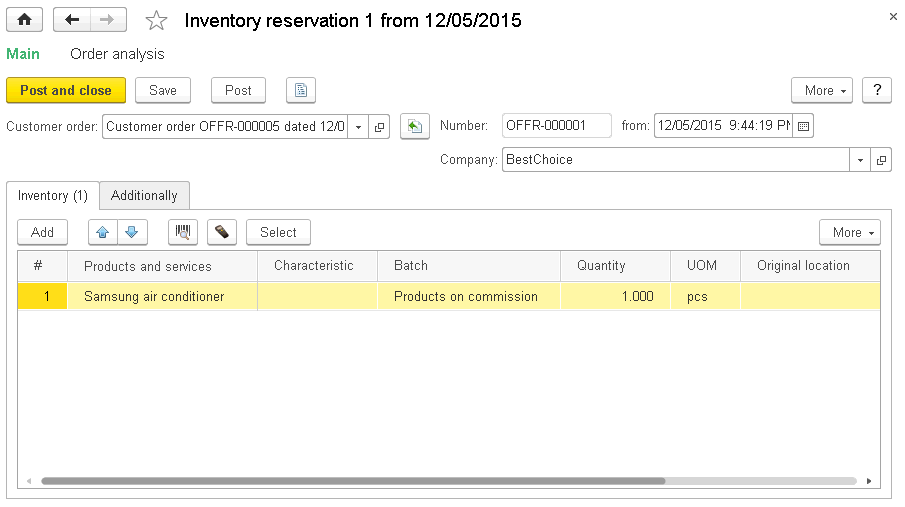 Inventory reservation 1 from 12/05/2015
Main Order analysis
Post and close Save Post More ?
Customer order: Customer order OFFR-000005 dated 12/0 Number: OFFR-000001 from: 12/05/2015 9:44:19 PM
Company: BestChoice
Inventory (1) Additionally
Add Select More
# Products and services Characteristic Batch Quantity UOM Original location
1 Samsung air conditioner Products on commission 1.000 pcs